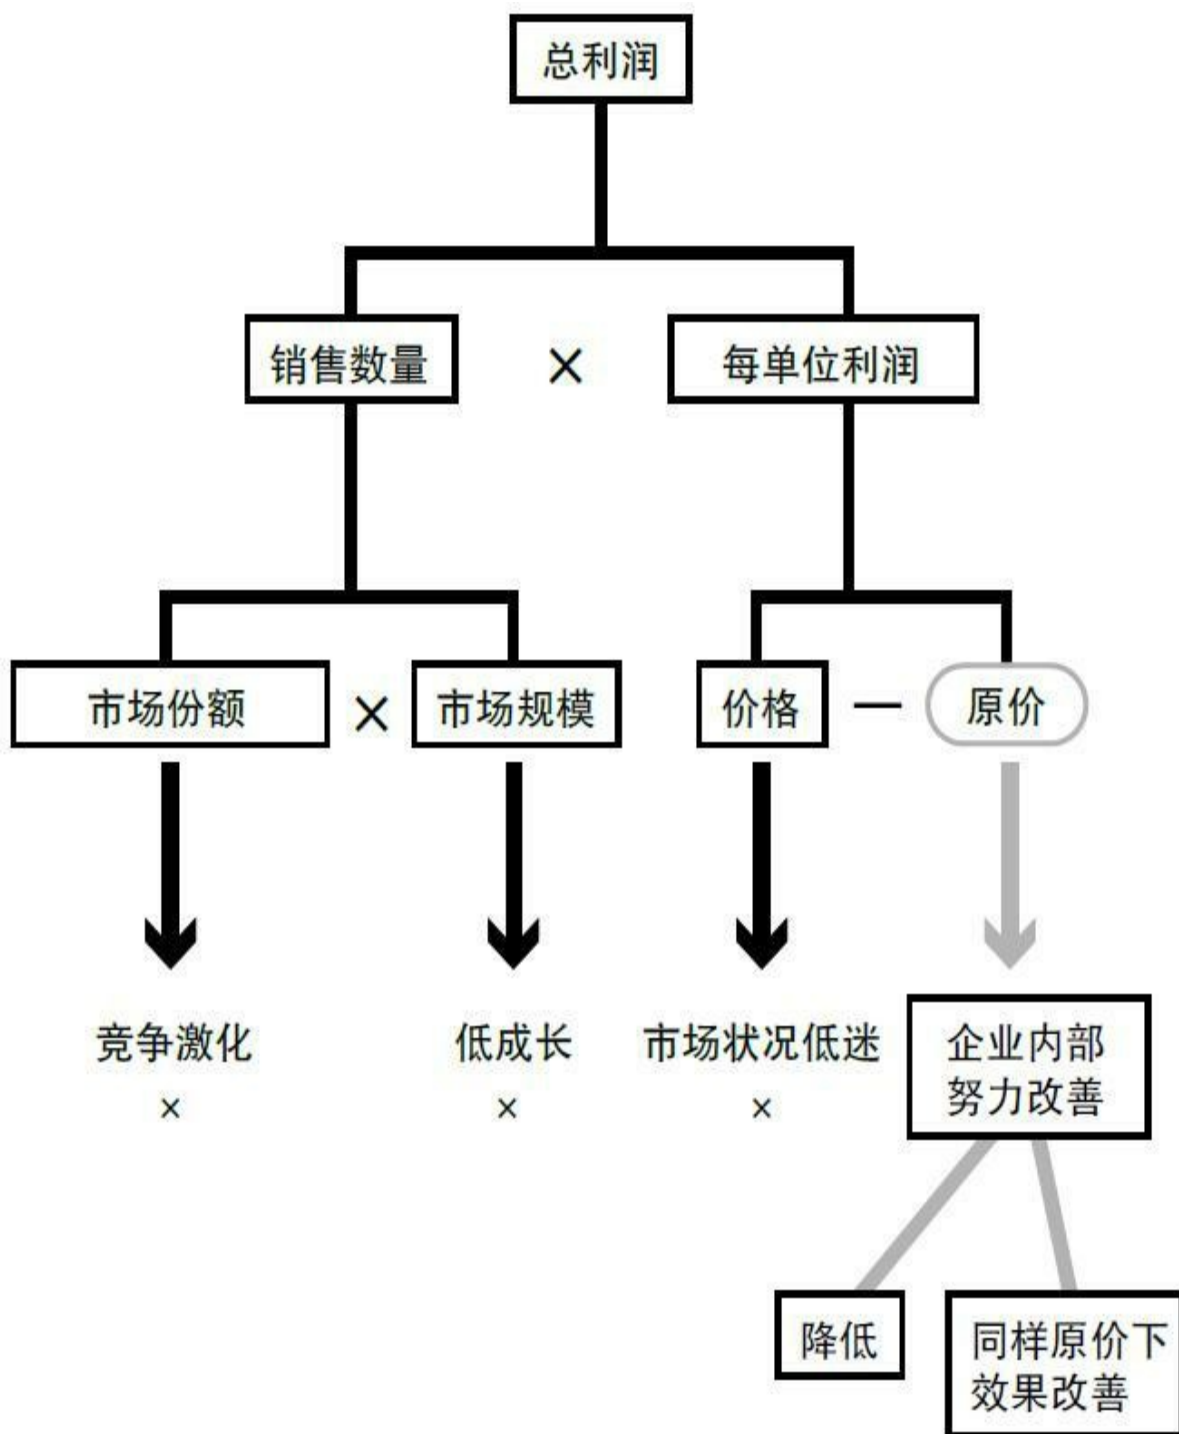 总利润
销售数量 × 每单位利润
市场份额 × 市场规模 价格 — 原价
竞争激化 低成长 市场状况低迷 企业内部
努力改善
× × ×
降低 同样原价下
效果改善